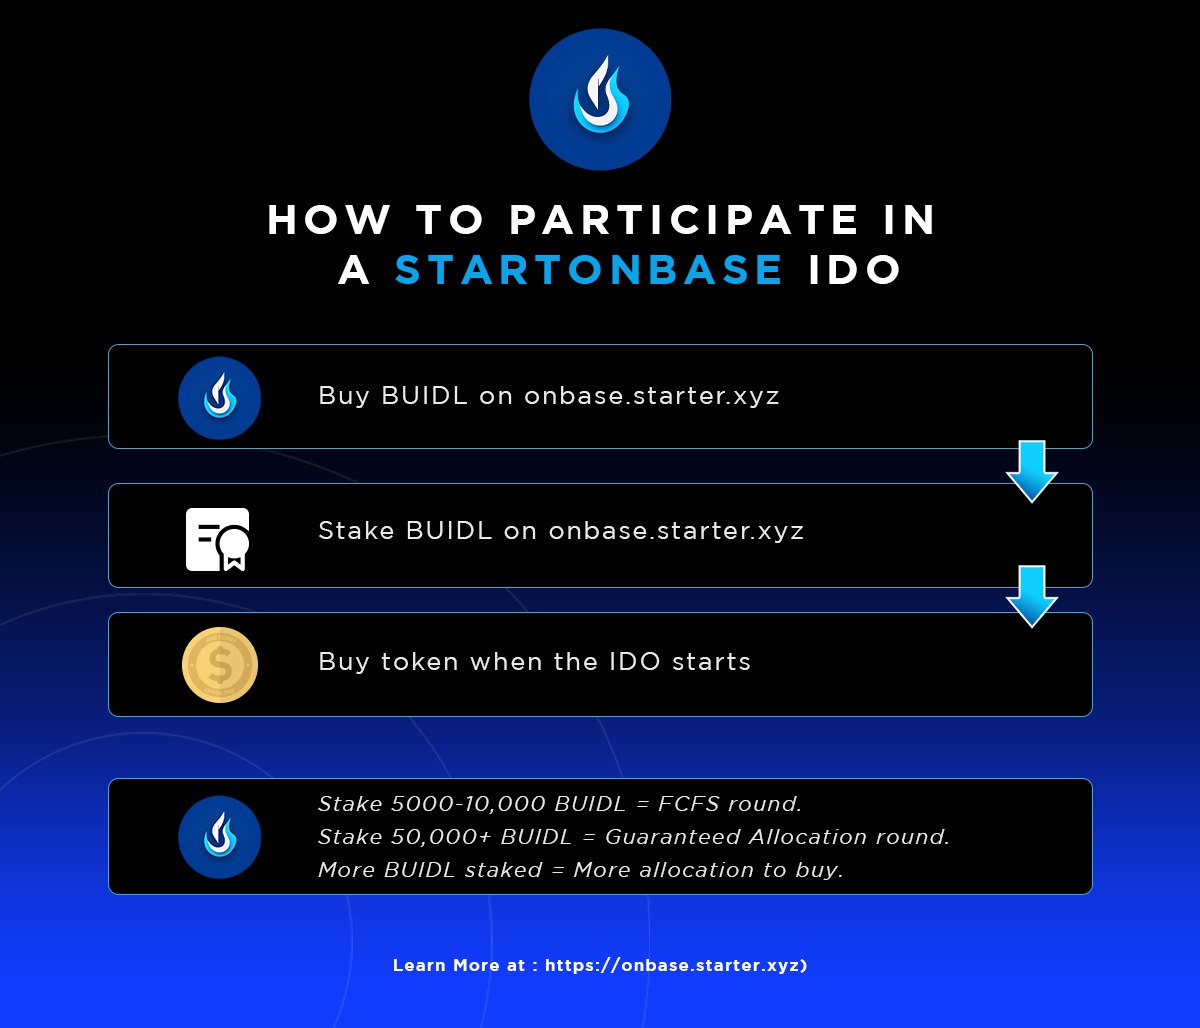 HOW TO PARTICIPATE IN
A STARTONBASE IDO
Buy BUIDL on onbase.starter.xyz
Stake BUIDL on onbase.starter.xyz
$
Buy token when the IDO starts
Stake 5000-10,000 BUIDL = FCFS round.
Stake 50,000+ BUIDL = Guaranteed Allocation round.
More BUIDL staked = More allocation to buy.
Learn More at : https://onbase.starter.xyz)